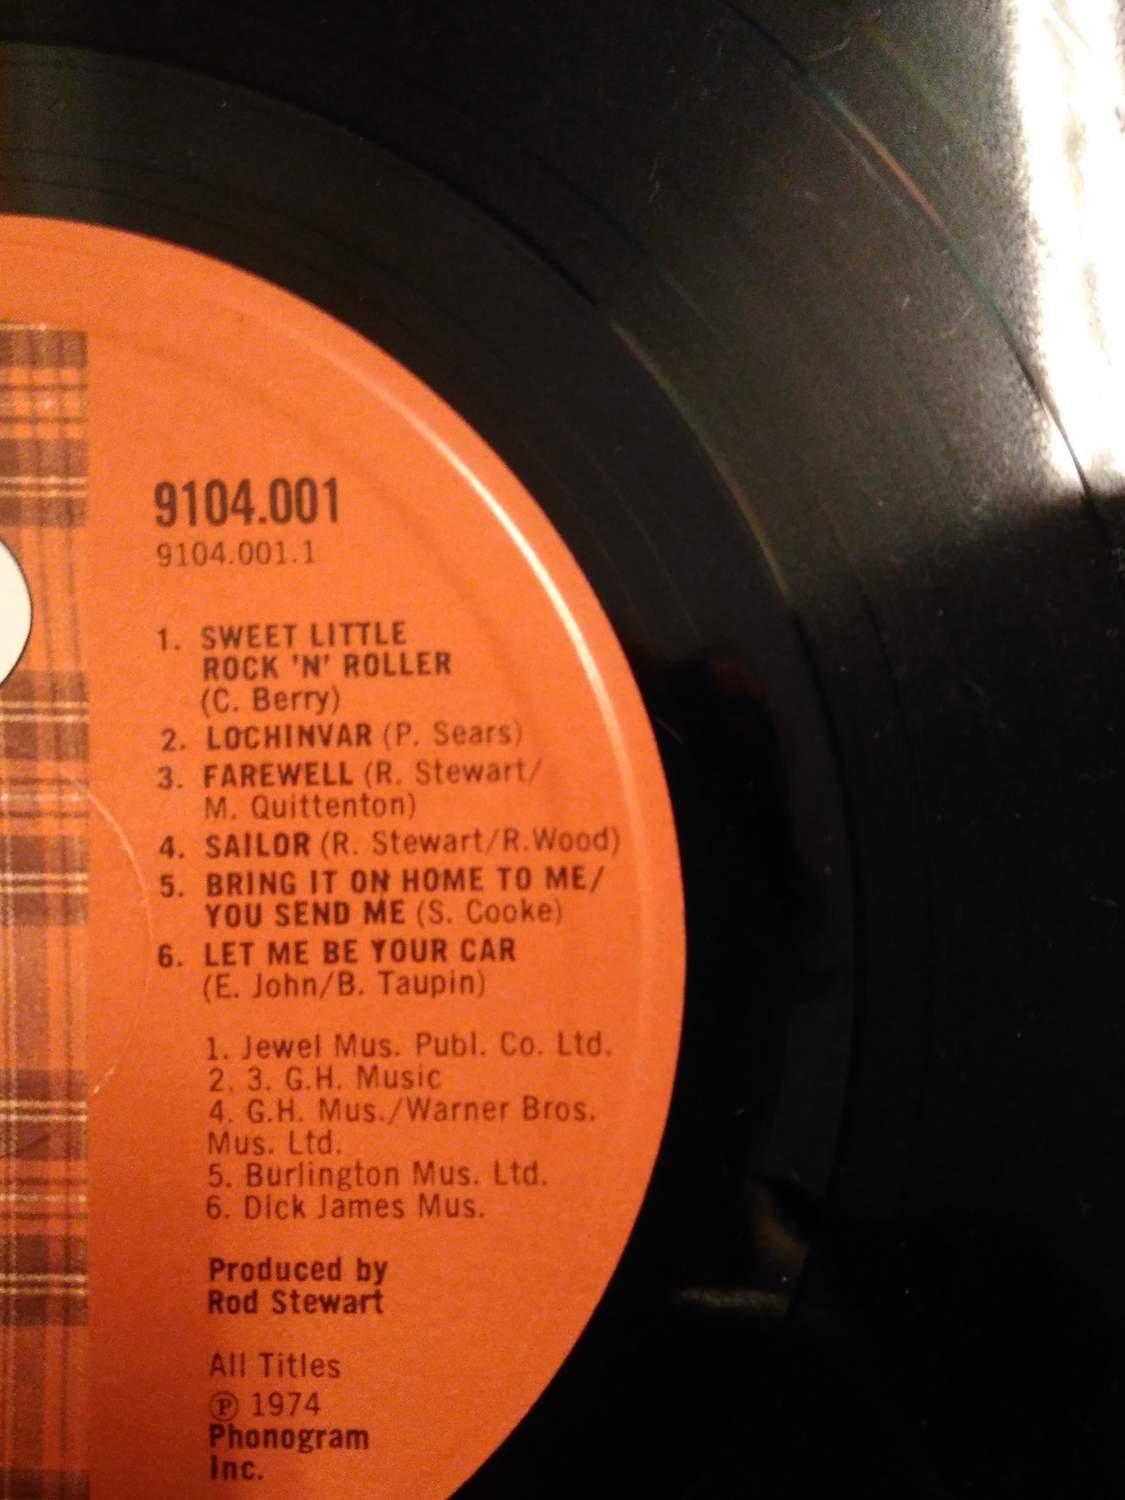 9104.001
9104.001.1
1. SWEET LITTLE
ROCK 'N' ROLLER
(C. Berry)
2. LOCHINVAR (P. Sears)
3. FAREWELL (R. Stewart/
M. Quittenton)
4. SAILOR (R. Stewart/R.Wood)
5. BRING IT ON HOME TO ME/
YOU SEND ME (S. Cooke)
6. LET ME BE YOUR CAR
(E. John/B. Taupin)
1. Jewel Mus. Publ. Co. Ltd.
2. 3. G.H. Music
4. G.H. Mus./Warner Bros.
Mus. Ltd.
5. Burlington Mus. Ltd.
6. Dick James Mus.
Produced by
Rod Stewart
All Titles
℗ 1974
Phonogram
Inc.